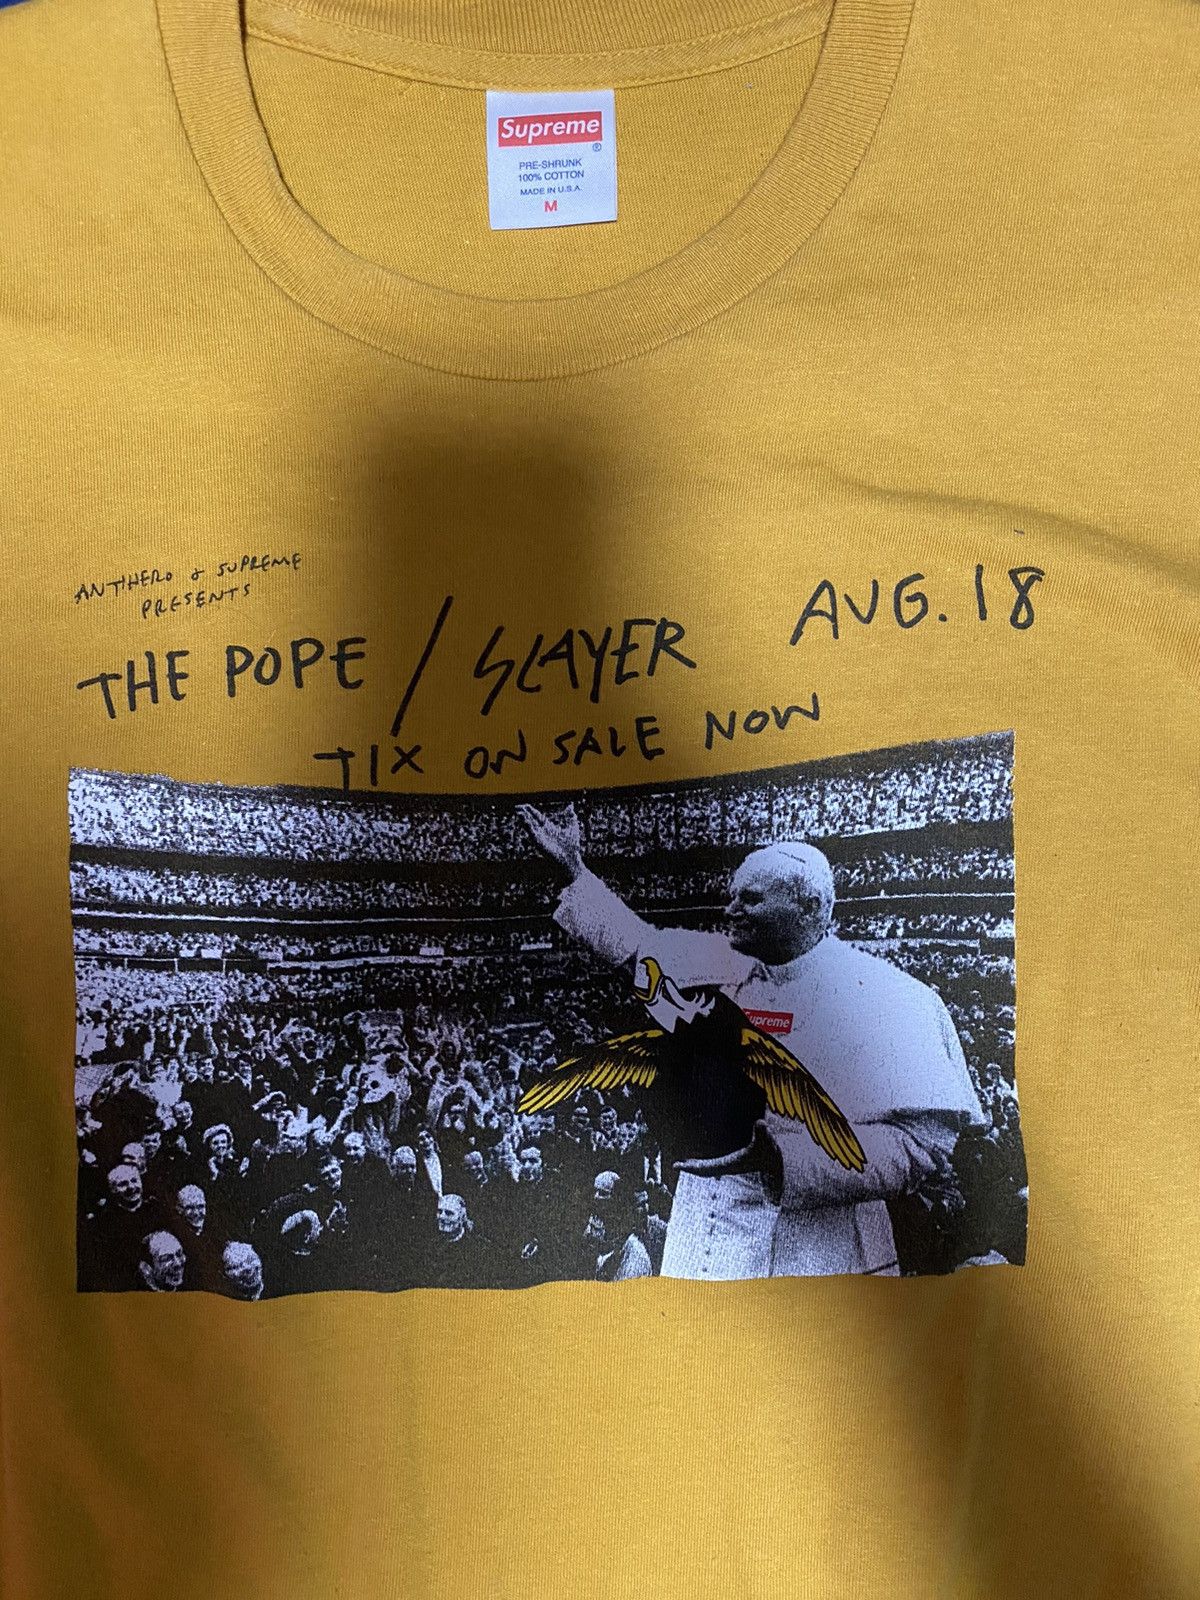 Supreme
®
PRE-SHRUNK
100% COTTON
MADE IN U.S.A.
M
ANTIHERO & SUPREME
PRESENTS
THE POPE / SLAYER AUG. 18
TIX ON SALE NOW
Supreme